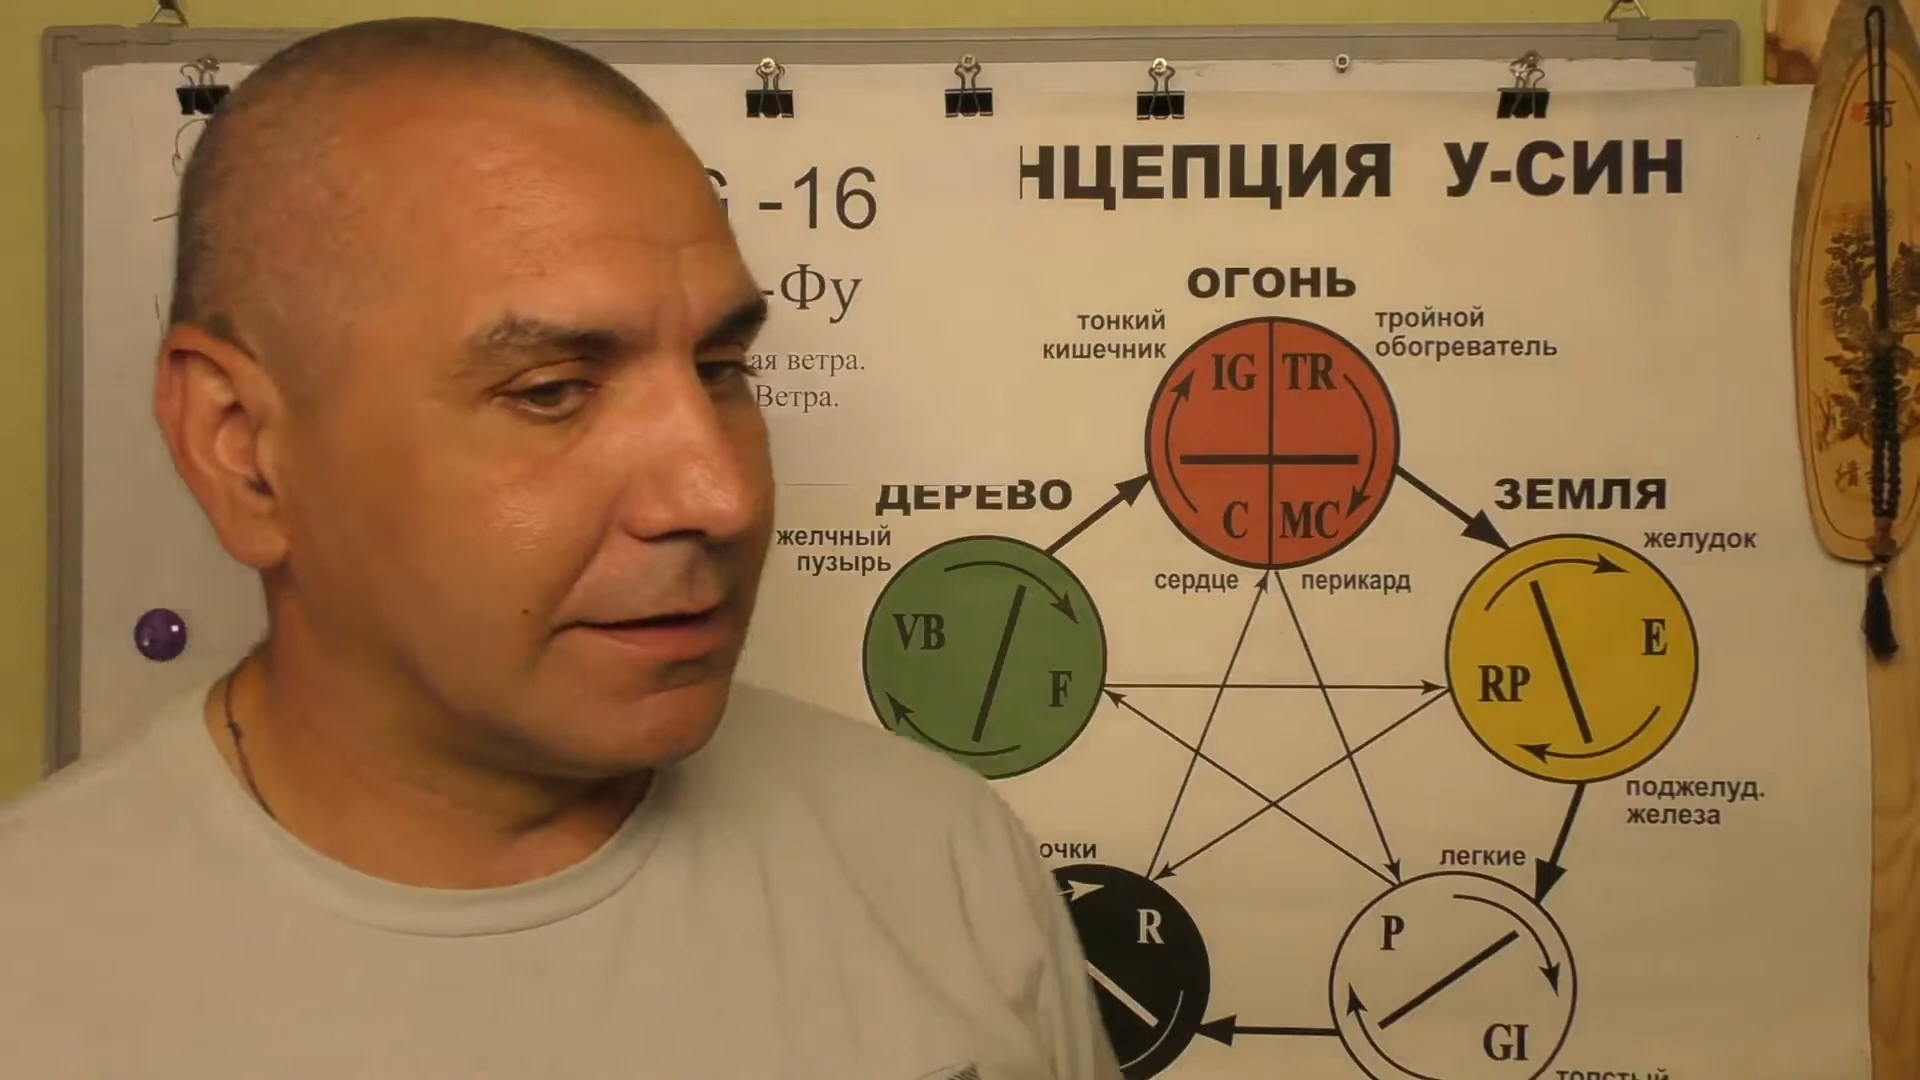 -16
НЦЕПЦИЯ У-СИН
-Фу
ая ветра.
Ветра.
ОГОНЬ
тонкий
кишечник
тройной
обогреватель
IG TR
C MC
сердце перикард
ДЕРЕВО
желчный
пузырь
VB
F
ЗЕМЛЯ
желудок
E
RP
поджелуд.
железа
очки
R
легкие
P
GI
толстый